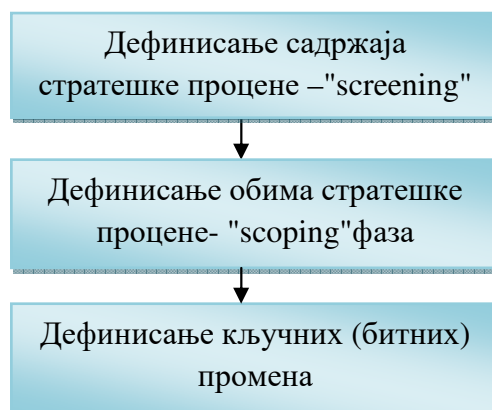 Дефинисање садржаја
стратешке процене –"screening"
Дефинисање обима стратешке
процене- "scoping"фаза
Дефинисање кључних (битних)
промена